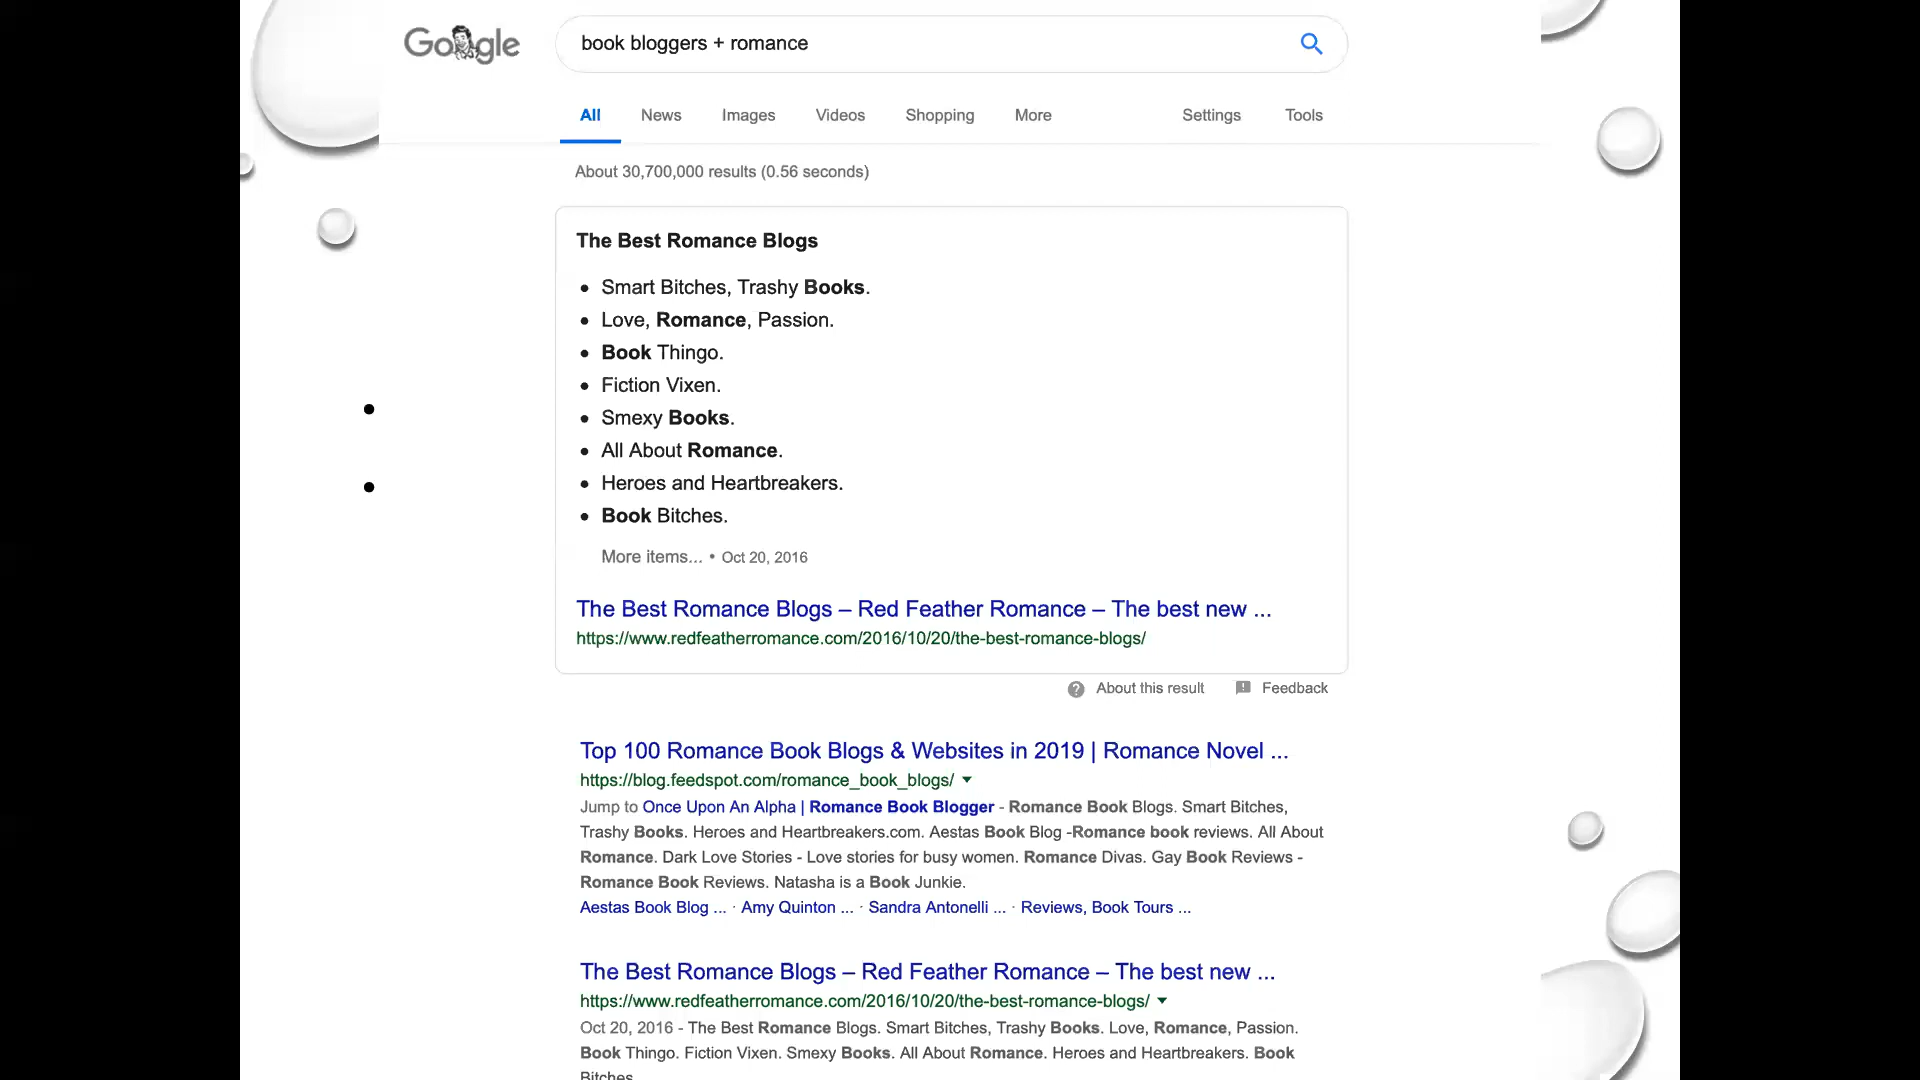 Google
book bloggers + romance
All News Images Videos Shopping More Settings Tools
About 30,700,000 results (0.56 seconds)
The Best Romance Blogs
• Smart Bitches, Trashy Books.
• Love, Romance, Passion.
• Book Thingo.
• Fiction Vixen.
• Smexy Books.
• All About Romance.
• Heroes and Heartbreakers.
• Book Bitches.
More items... • Oct 20, 2016
The Best Romance Blogs – Red Feather Romance – The best new ...
https://www.redfeatherromance.com/2016/10/20/the-best-romance-blogs/
About this result Feedback
Top 100 Romance Book Blogs & Websites in 2019 | Romance Novel ...
https://blog.feedspot.com/romance_book_blogs/
Jump to Once Upon An Alpha | Romance Book Blogger - Romance Book Blogs. Smart Bitches,
Trashy Books. Heroes and Heartbreakers.com. Aestas Book Blog -Romance book reviews. All About
Romance. Dark Love Stories - Love stories for busy women. Romance Divas. Gay Book Reviews -
Romance Book Reviews. Natasha is a Book Junkie.
Aestas Book Blog ... · Amy Quinton ... · Sandra Antonelli ... · Reviews, Book Tours ...
The Best Romance Blogs – Red Feather Romance – The best new ...
https://www.redfeatherromance.com/2016/10/20/the-best-romance-blogs/
Oct 20, 2016 - The Best Romance Blogs. Smart Bitches, Trashy Books. Love, Romance, Passion.
Book Thingo. Fiction Vixen. Smexy Books. All About Romance. Heroes and Heartbreakers. Book
Bitches